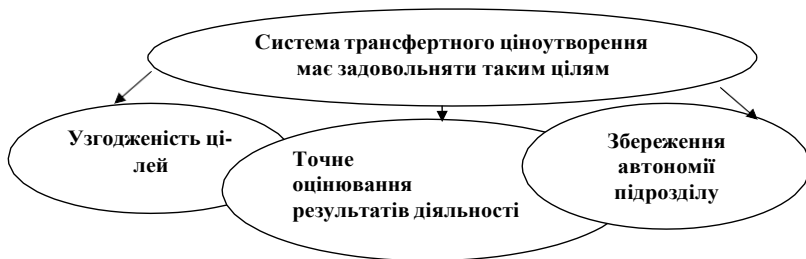 Система трансфертного ціноутворення
має задовольняти таким цілям
Узгодженість ці-
лей
Точне
оцінювання
результатів діяльності
Збереження
автономії
підрозділу